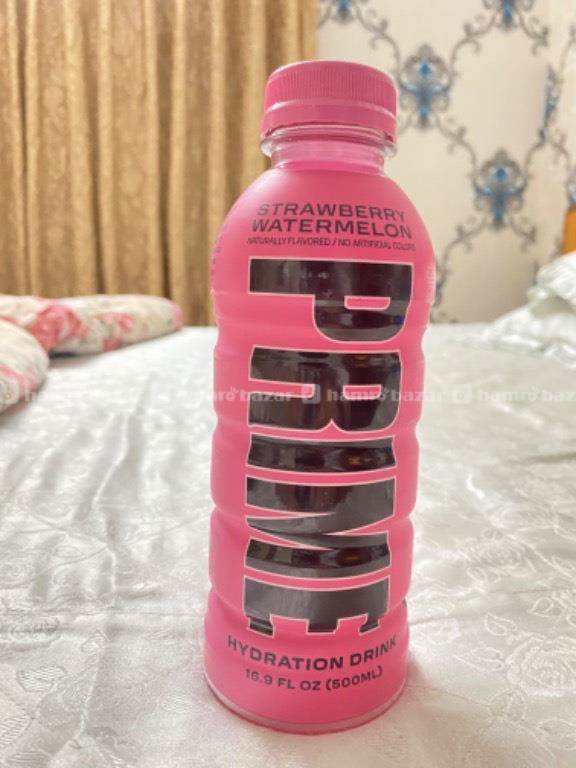 STRAWBERRY
WATERMELON
NATURALLY FLAVORED / NO ARTIFICIAL COLORS
PRIME
hamrobazar hamrobazar hamrobazar
HYDRATION DRINK
16.9 FL OZ (500ML)